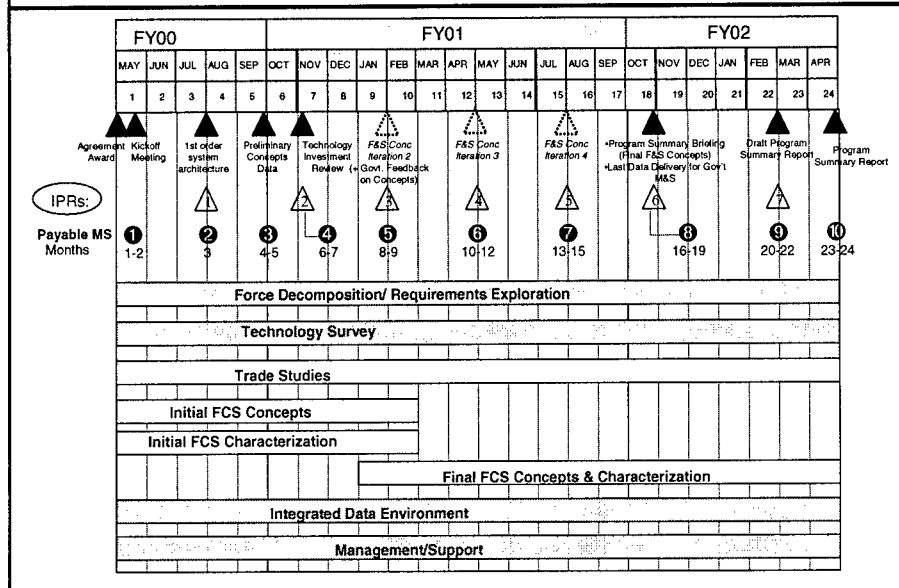 FY00 FY01 FY02
MAY JUN JUL AUG SEP OCT NOV DEC JAN FEB MAR APR MAY JUN JUL AUG SEP OCT NOV DEC JAN FEB MAR APR
1 2 3 4 5 6 7 8 9 10 11 12 13 14 15 16 17 18 19 20 21 22 23 24
Agreement
Award
Kickoff
Meeting
1st order
system
architecture
Preliminary
Concepts
Data
Technology
Investment
Review (+ Govt. Feedback
on Concepts)
F&S Conc
Iteration 2
F&S Conc
Iteration 3
F&S Conc
Iteration 4
•Program Summary Briefing
(Final F&S Concepts)
•Last Data Delivery for Gov't
M&S
Draft Program
Summary Report
Program
Summary Report
IPRs: 1 2 3 4 5 6 7
Payable MS 1 2 3 4 5 6 7 8 9 10
Months 1-2 3 4-5 6-7 8-9 10-12 13-15 16-19 20-22 23-24
Force Decomposition/ Requirements Exploration
Technology Survey
Trade Studies
Initial FCS Concepts
Initial FCS Characterization
Final FCS Concepts & Characterization
Integrated Data Environment
Management/Support